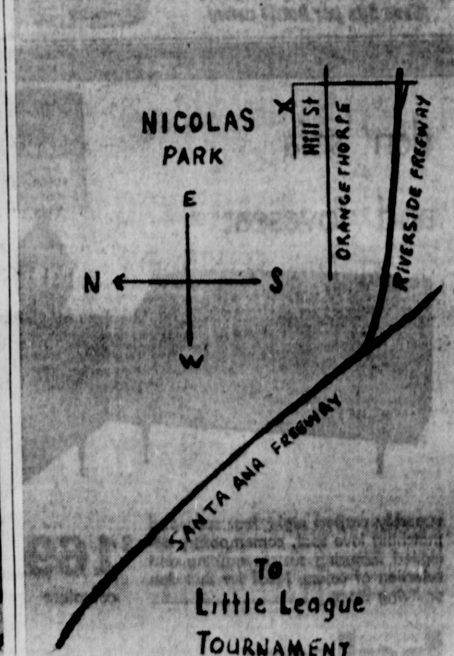 NICOLAS
PARK
X
Hill St
ORANGETHORPE
RIVERSIDE FREEWAY
E
N
S
W
SANTA ANA FREEWAY
TO
Little League
TOURNAMENT